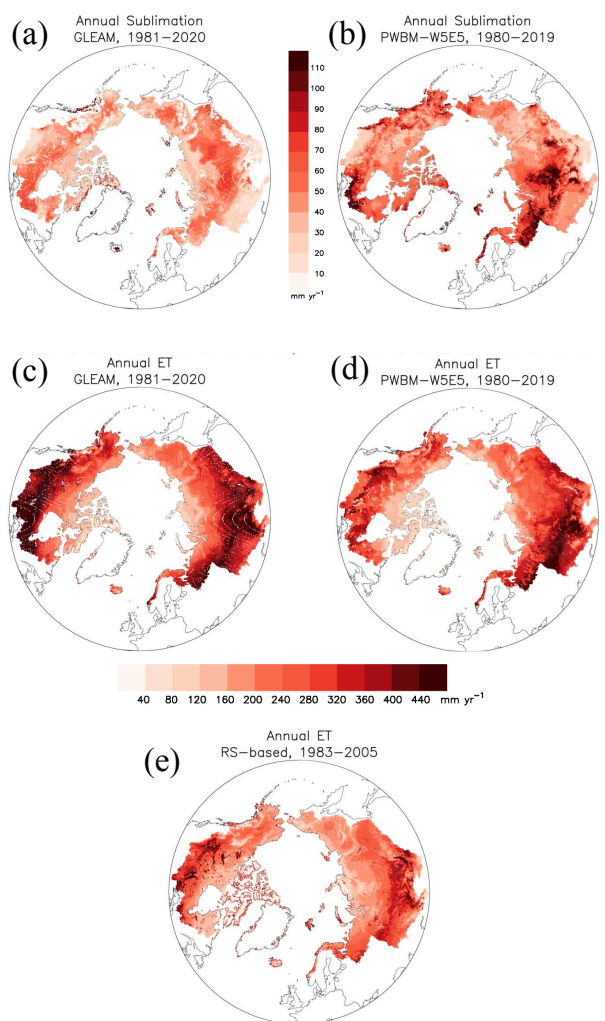 (a)
Annual Sublimation
GLEAM, 1981−2020
(b)
Annual Sublimation
PWBM−W5E5, 1980−2019
110
100
90
80
70
60
50
40
30
20
10
mm yr⁻¹
(c)
Annual ET
GLEAM, 1981−2020
(d)
Annual ET
PWBM−W5E5, 1980−2019
40 80 120 160 200 240 280 320 360 400 440 mm yr⁻¹
(e)
Annual ET
RS−based, 1983−2005